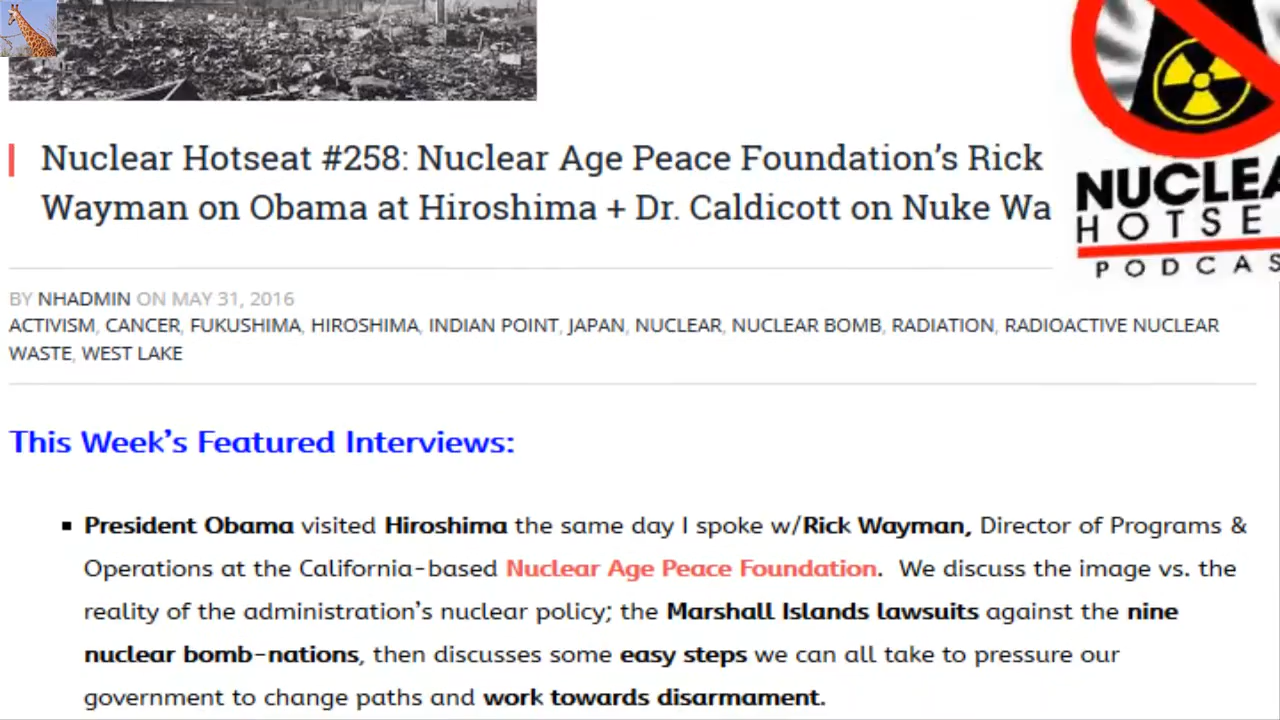 Nuclear Hotseat #258: Nuclear Age Peace Foundation's Rick
Wayman on Obama at Hiroshima + Dr. Caldicott on Nuke Wa
NUCLEA
HOTSE
PODCAS
BY NHADMIN ON MAY 31, 2016
ACTIVISM, CANCER, FUKUSHIMA, HIROSHIMA, INDIAN POINT, JAPAN, NUCLEAR, NUCLEAR BOMB, RADIATION, RADIOACTIVE NUCLEAR
WASTE, WEST LAKE
This Week's Featured Interviews:
▪ President Obama visited Hiroshima the same day I spoke w/Rick Wayman, Director of Programs &
Operations at the California-based Nuclear Age Peace Foundation. We discuss the image vs. the
reality of the administration's nuclear policy; the Marshall Islands lawsuits against the nine
nuclear bomb-nations, then discusses some easy steps we can all take to pressure our
government to change paths and work towards disarmament.